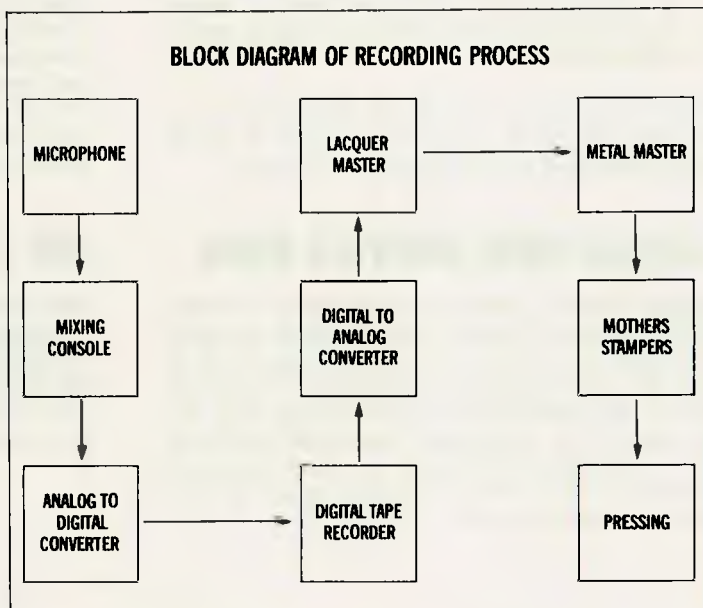 BLOCK DIAGRAM OF RECORDING PROCESS
MICROPHONE
MIXING
CONSOLE
ANALOG TO
DIGITAL
CONVERTER
DIGITAL TAPE
RECORDER
DIGITAL TO
ANALOG
CONVERTER
LACQUER
MASTER
METAL MASTER
MOTHERS
STAMPERS
PRESSING